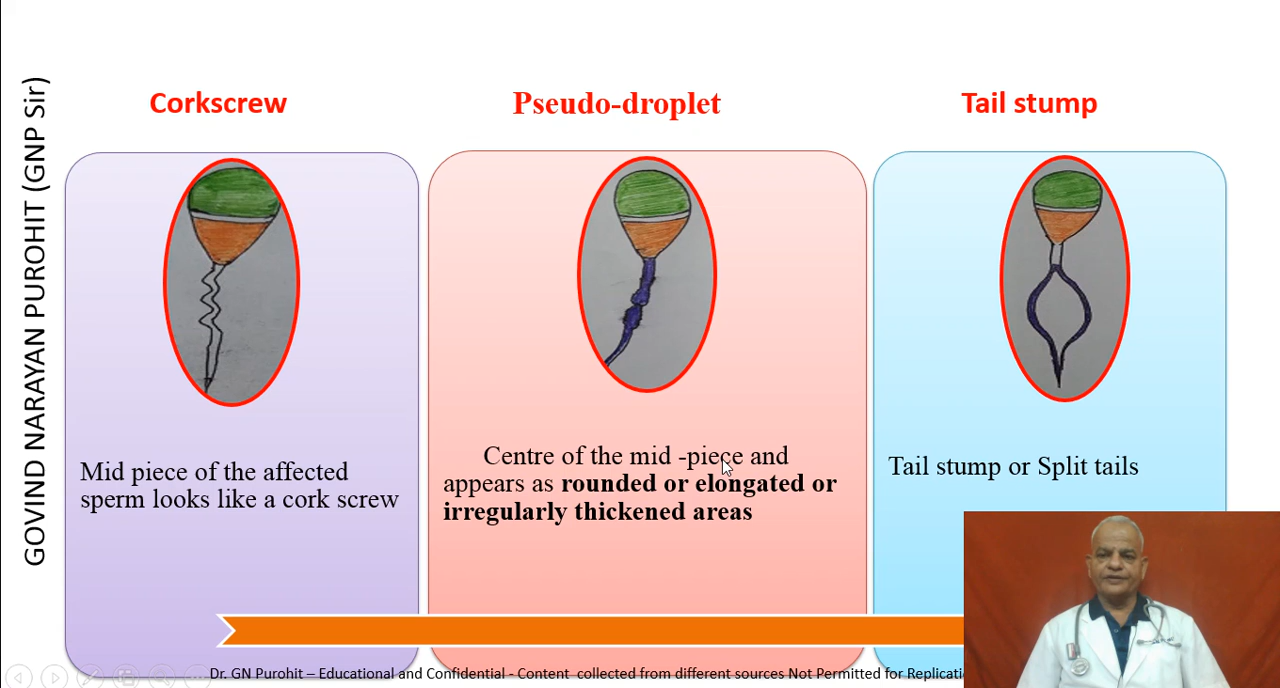 GOVIND NARAYAN PUROHIT (GNP Sir)
Corkscrew
Pseudo-droplet
Tail stump
Mid piece of the affected
sperm looks like a cork screw
Centre of the mid -piece and
appears as rounded or elongated or
irregularly thickened areas
Tail stump or Split tails
Dr. GN Purohit – Educational and Confidential - Content collected from different sources Not Permitted for Replicatio